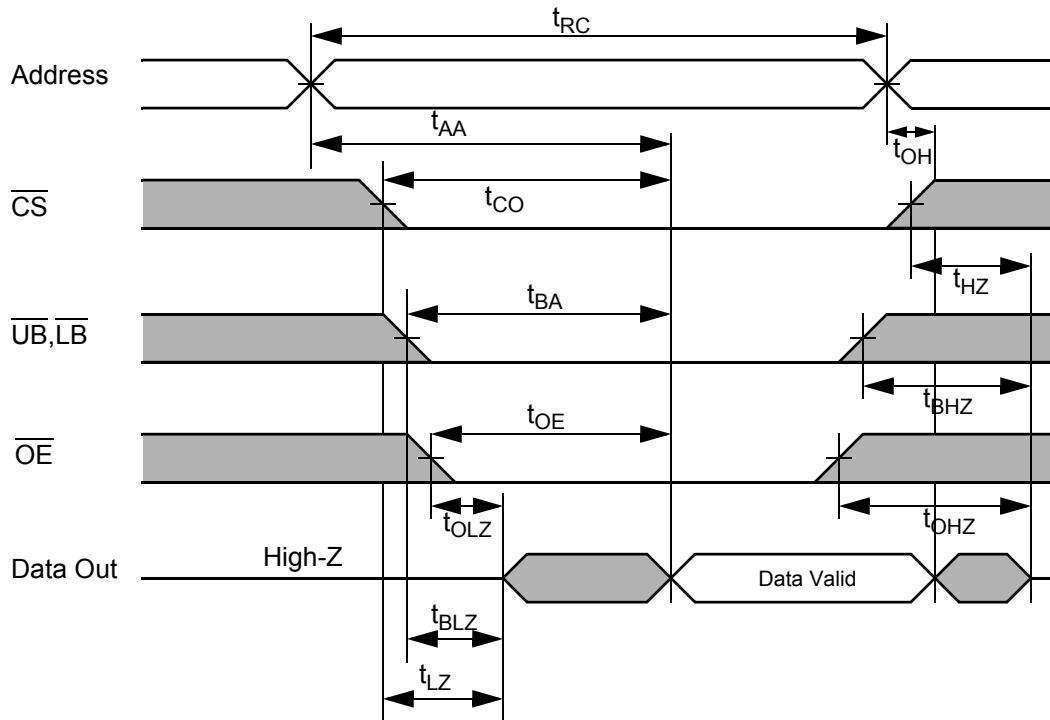 tRC
Address
tAA
tOH
CS
tCO
tHZ
tBA
UB,LB
tBHZ
tOE
OE
tOLZ
tOHZ
High-Z
Data Out
Data Valid
tBLZ
tLZ